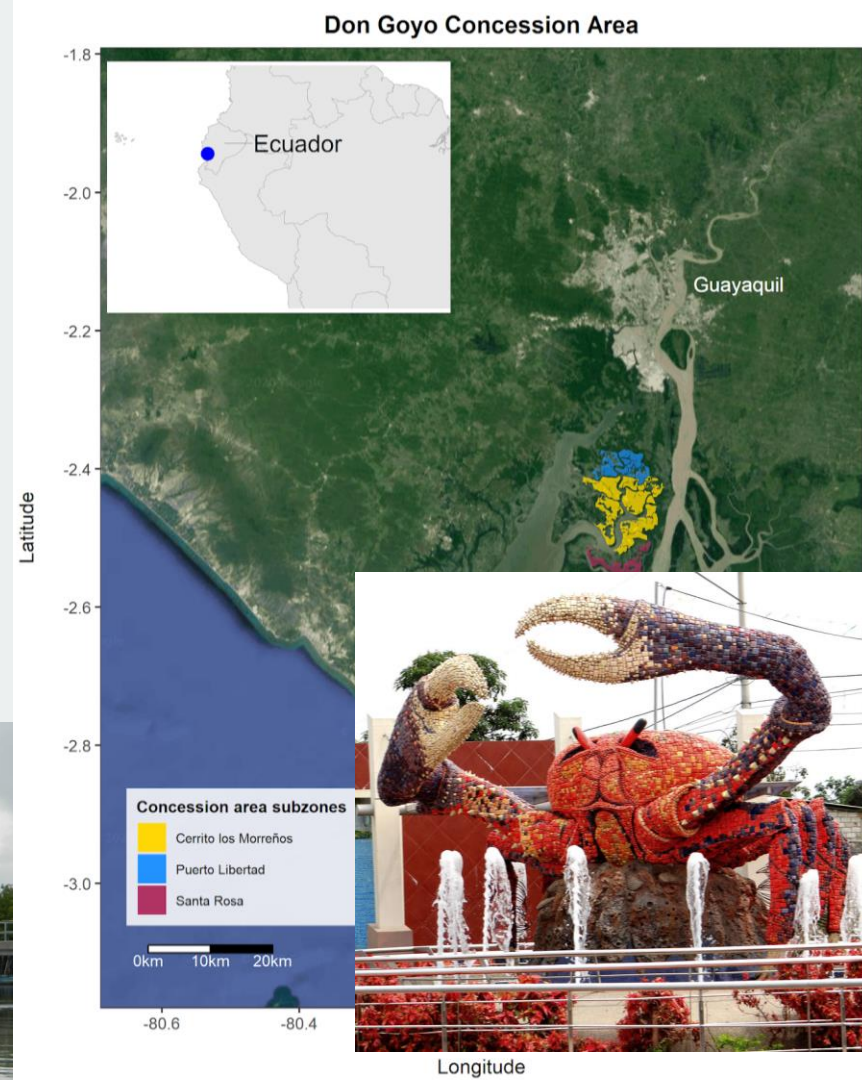 Don Goyo Concession Area
-1.8
Ecuador
-2.0
Guayaquil
-2.2
-2.4
Latitude
-2.6
-2.8
Concession area subzones
Cerrito los Morreños
Puerto Libertad
Santa Rosa
-3.0
0km 10km 20km
-80.6 -80.4
Longitude